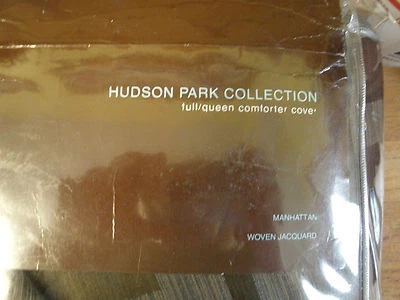 HUDSON PARK COLLECTION
full/queen comforter cover
MANHATTAN
WOVEN JACQUARD